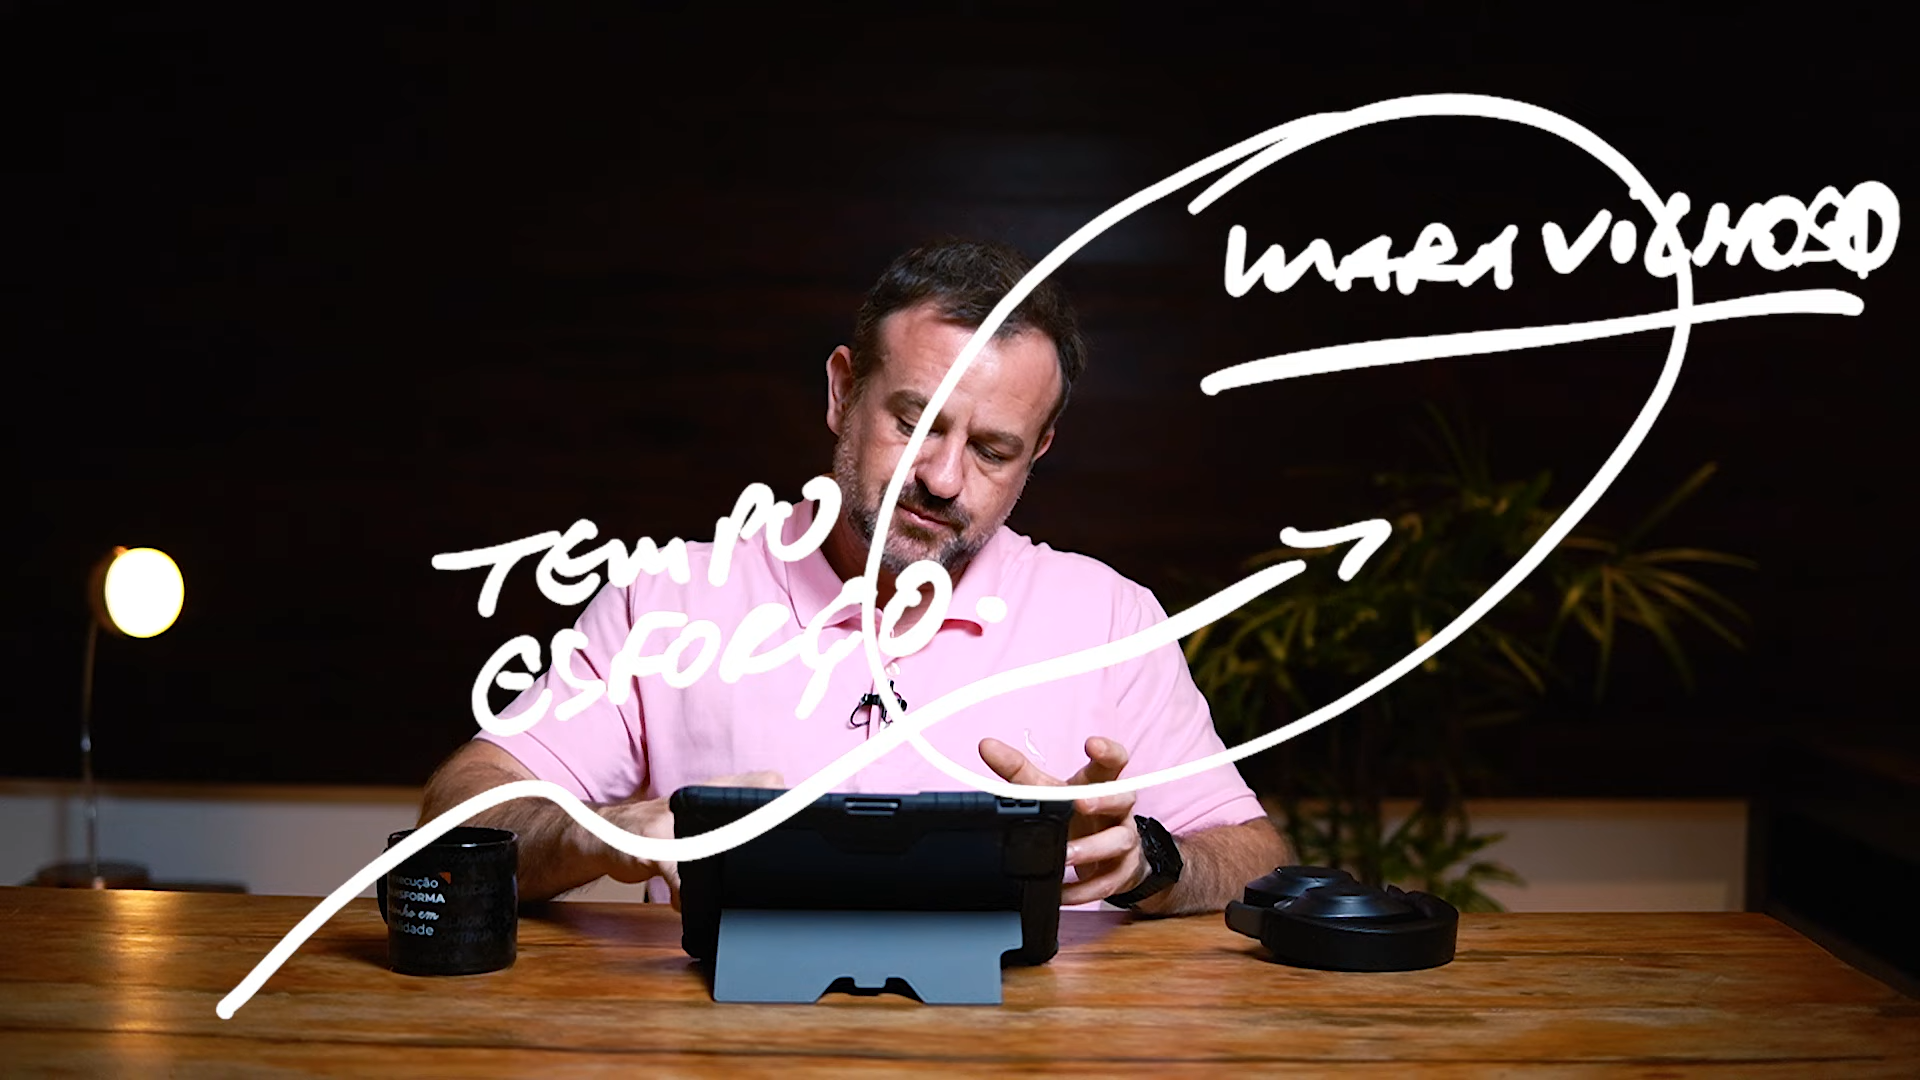 MARAVILHOSO
TEMPO
ESFORÇO.
EXECUÇÃO
TRANSFORMA
sonho em
realidade